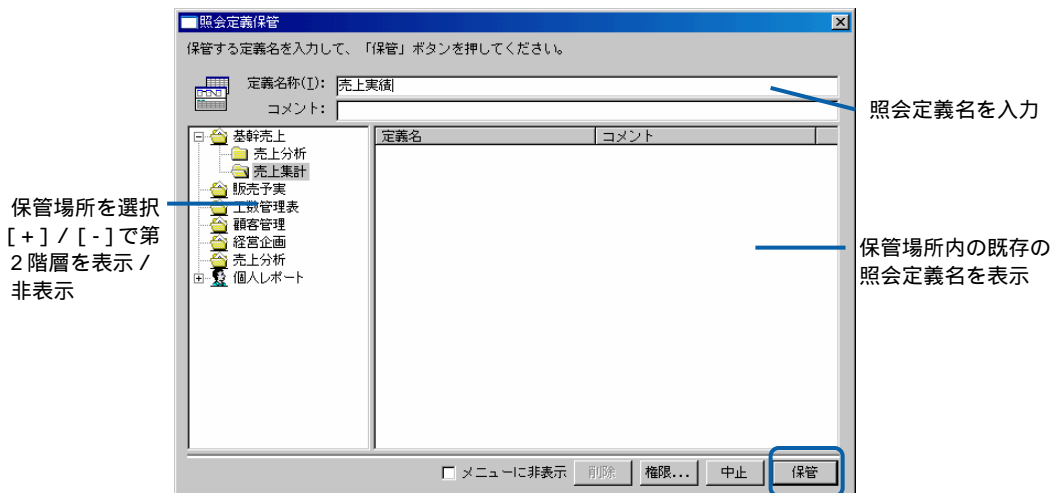 照会定義保管
保管する定義名を入力して、「保管」ボタンを押してください。
定義名称(I): 売上実績
コメント:
照会定義名を入力
基幹売上
売上分析
売上集計
販売予実
工数管理表
顧客管理
経営企画
売上分析
個人レポート
定義名 コメント
保管場所を選択
[+]/[-]で第
2階層を表示/
非表示
保管場所内の既存の
照会定義名を表示
メニューに非表示 削除 権限... 中止 保管